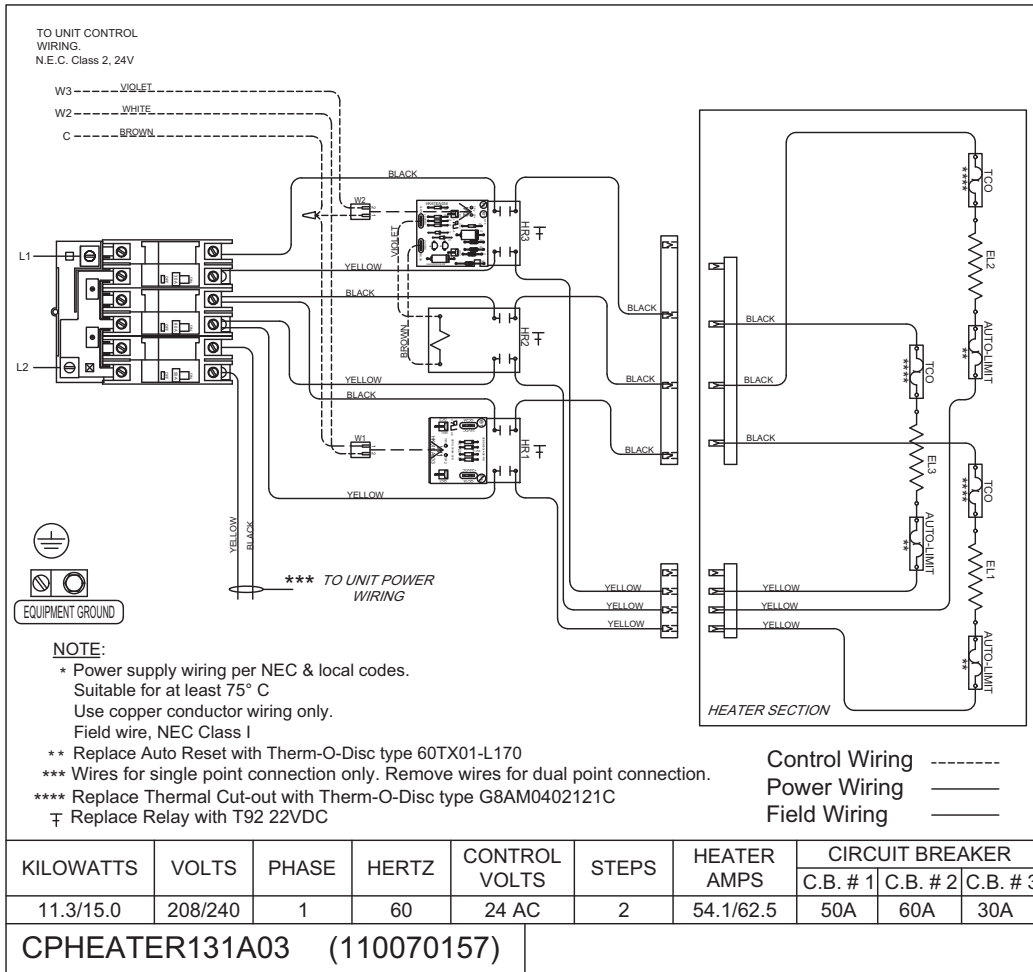 TO UNIT CONTROL
WIRING.
N.E.C. Class 2, 24V
W3
VIOLET
W2
WHITE
C
BROWN
BLACK
W2
VIOLET
BROWN
HR3
L1
YELLOW
BLACK
HR2
L2
YELLOW
BLACK
W1
HR1
YELLOW
YELLOW
BLACK
*** TO UNIT POWER
WIRING
EQUIPMENT GROUND
BLACK
BLACK
BLACK
YELLOW
YELLOW
YELLOW
BLACK
BLACK
BLACK
YELLOW
YELLOW
YELLOW
TCO
****
EL2
AUTO-LIMIT
**
TCO
****
EL3
AUTO-LIMIT
**
TCO
****
EL1
AUTO-LIMIT
**
HEATER SECTION
NOTE:
* Power supply wiring per NEC & local codes.
Suitable for at least 75° C
Use copper conductor wiring only.
Field wire, NEC Class I
** Replace Auto Reset with Therm-O-Disc type 60TX01-L170
*** Wires for single point connection only. Remove wires for dual point connection.
**** Replace Thermal Cut-out with Therm-O-Disc type G8AM0402121C
Replace Relay with T92 22VDC
Control Wiring
Power Wiring
Field Wiring
KILOWATTS VOLTS PHASE HERTZ CONTROL VOLTS STEPS HEATER AMPS CIRCUIT BREAKER
C.B. # 1 C.B. # 2 C.B. # 3
11.3/15.0 208/240 1 60 24 AC 2 54.1/62.5 50A 60A 30A
CPHEATER131A03 (110070157)